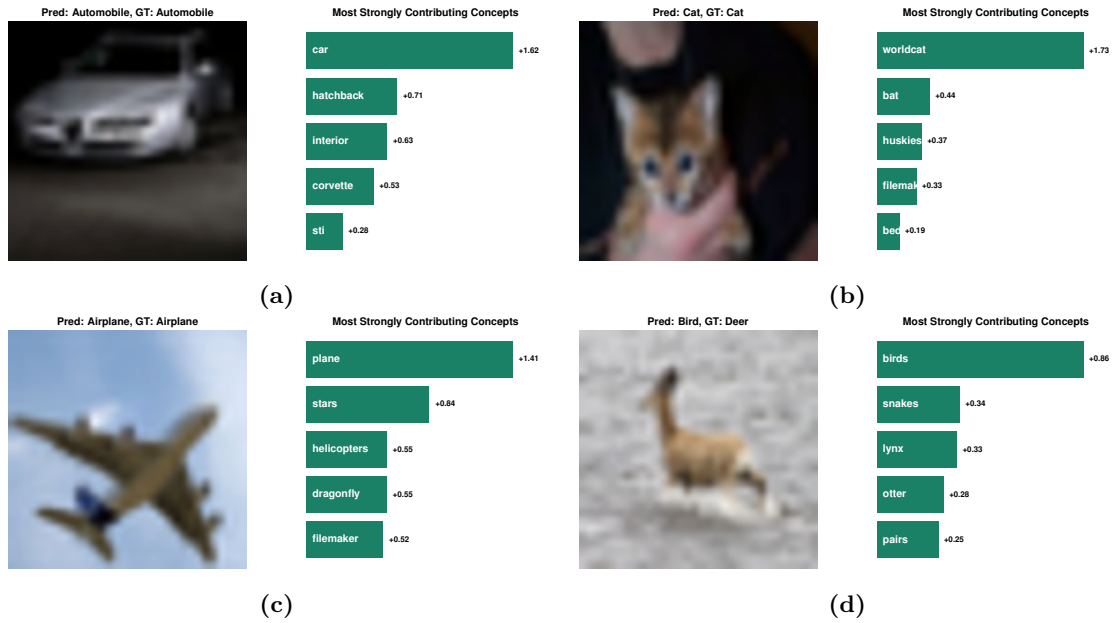 Pred: Automobile, GT: Automobile
Most Strongly Contributing Concepts
car +1.62
hatchback +0.71
interior +0.63
corvette +0.53
sti +0.28
(a)
Pred: Cat, GT: Cat
Most Strongly Contributing Concepts
worldcat +1.73
bat +0.44
huskies +0.37
filemak +0.33
bed +0.19
(b)
Pred: Airplane, GT: Airplane
Most Strongly Contributing Concepts
plane +1.41
stars +0.84
helicopters +0.55
dragonfly +0.55
filemaker +0.52
(c)
Pred: Bird, GT: Deer
Most Strongly Contributing Concepts
birds +0.86
snakes +0.34
lynx +0.33
otter +0.28
pairs +0.25
(d)